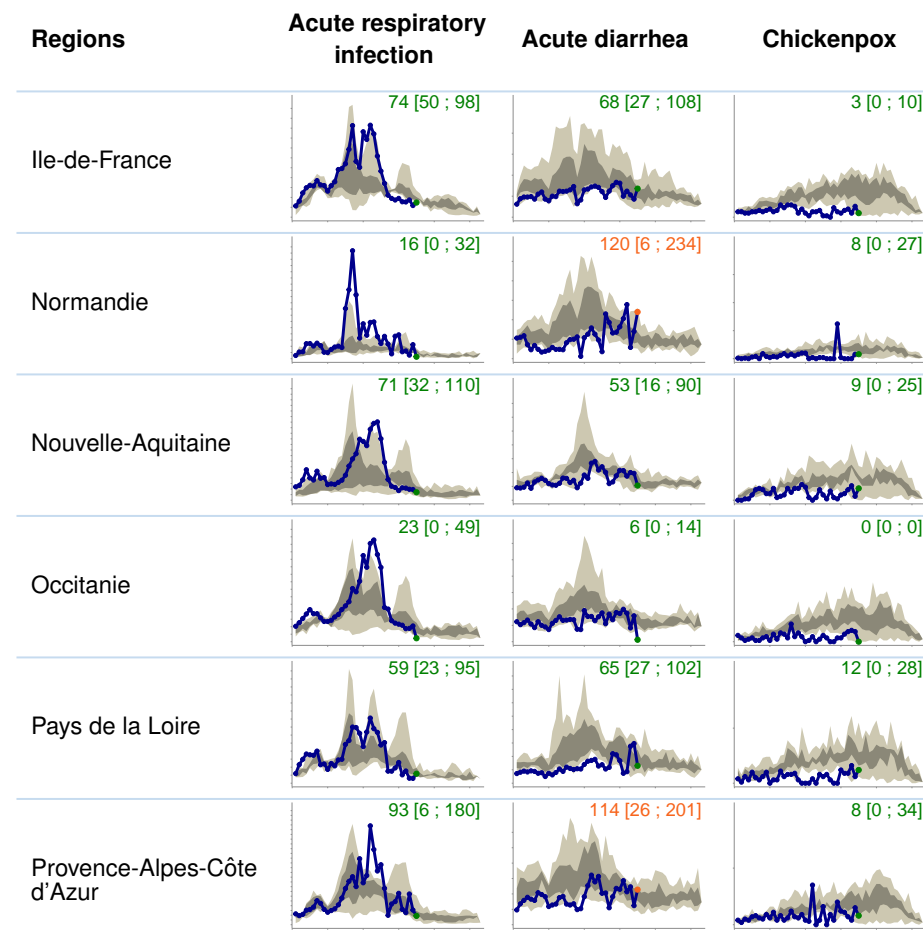 Regions
Acute respiratory
infection
Acute diarrhea
Chickenpox
Ile-de-France
74 [50 ; 98]
68 [27 ; 108]
3 [0 ; 10]
Normandie
16 [0 ; 32]
120 [6 ; 234]
8 [0 ; 27]
Nouvelle-Aquitaine
71 [32 ; 110]
53 [16 ; 90]
9 [0 ; 25]
Occitanie
23 [0 ; 49]
6 [0 ; 14]
0 [0 ; 0]
Pays de la Loire
59 [23 ; 95]
65 [27 ; 102]
12 [0 ; 28]
Provence-Alpes-Côte
d'Azur
93 [6 ; 180]
114 [26 ; 201]
8 [0 ; 34]